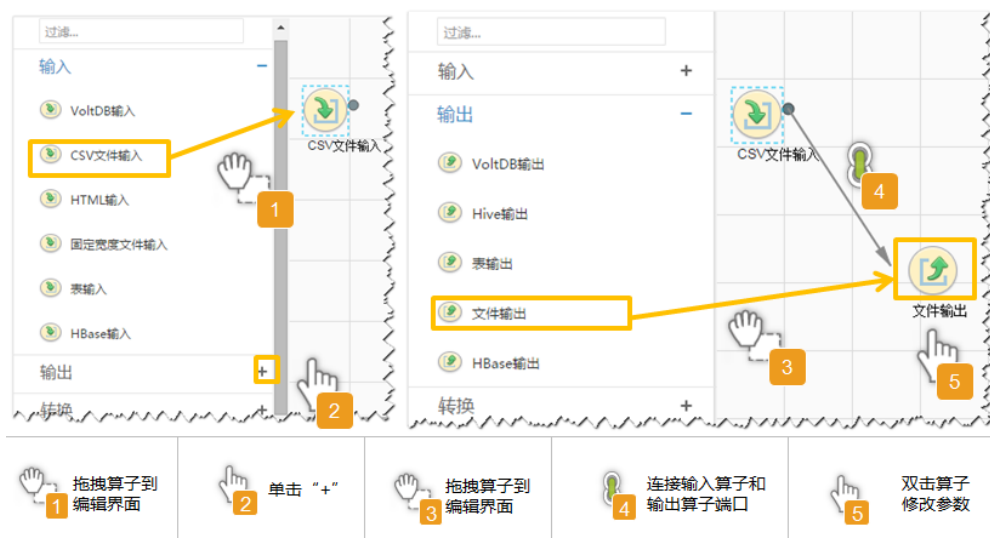 过滤...
输入
VoltDB输入
CSV文件输入
HTML输入
固定宽度文件输入
表输入
HBase输入
输出
转换
CSV文件输入
1
2
过滤...
输入
输出
VoltDB输出
Hive输出
表输出
文件输出
HBase输出
转换
CSV文件输入
4
文件输出
3
5
1
拖拽算子到
编辑界面
2
单击“+”
3
拖拽算子到
编辑界面
4
连接输入算子和
输出算子端口
5
双击算子
修改参数